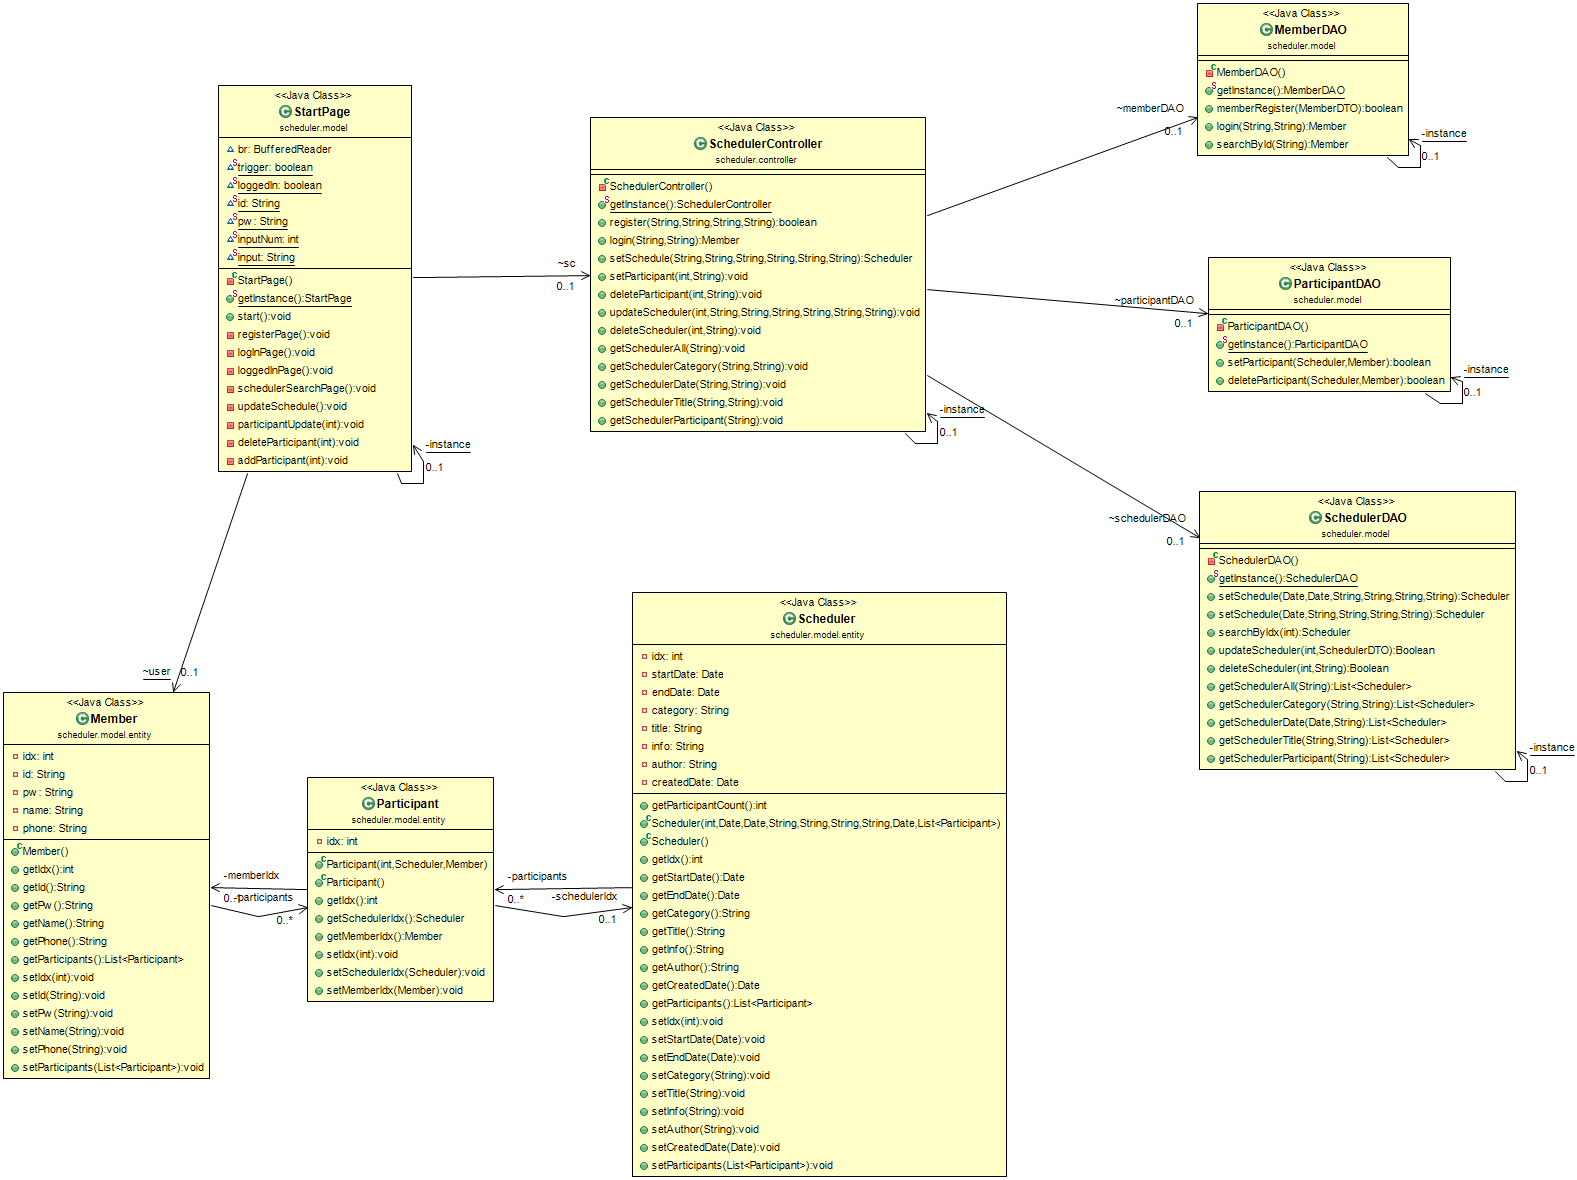 <<Java Class>>
StartPage
scheduler.model
br: BufferedReader
trigger: boolean
loggedIn: boolean
id: String
pw: String
inputNum: int
input: String
StartPage()
getInstance():StartPage
start():void
registerPage():void
logInPage():void
loggedInPage():void
schedulerSearchPage():void
updateSchedule():void
participantUpdate(int):void
deleteParticipant(int):void
addParticipant(int):void
-instance
0..1
~sc
0..1
<<Java Class>>
SchedulerController
scheduler.controller
SchedulerController()
getInstance():SchedulerController
register(String,String,String,String):boolean
login(String,String):Member
setSchedule(String,String,String,String,String,String):Scheduler
setParticipant(int,String):void
deleteParticipant(int,String):void
updateScheduler(int,String,String,String,String,String,String):void
deleteScheduler(int,String):void
getSchedulerAll(String):void
getSchedulerCategory(String,String):void
getSchedulerDate(String,String):void
getSchedulerTitle(String,String):void
getSchedulerParticipant(String):void
-instance
0..1
~memberDAO
0..1
<<Java Class>>
MemberDAO
scheduler.model
MemberDAO()
getInstance():MemberDAO
memberRegister(MemberDTO):boolean
login(String,String):Member
searchById(String):Member
-instance
0..1
~participantDAO
0..1
<<Java Class>>
ParticipantDAO
scheduler.model
ParticipantDAO()
getInstance():ParticipantDAO
setParticipant(Scheduler,Member):boolean
deleteParticipant(Scheduler,Member):boolean
-instance
0..1
~schedulerDAO
0..1
<<Java Class>>
SchedulerDAO
scheduler.model
SchedulerDAO()
getInstance():SchedulerDAO
setSchedule(Date,Date,String,String,String,String):Scheduler
setSchedule(Date,String,String,String,String):Scheduler
searchByIdx(int):Scheduler
updateScheduler(int,SchedulerDTO):Boolean
deleteScheduler(int,String):Boolean
getSchedulerAll(String):List<Scheduler>
getSchedulerCategory(String,String):List<Scheduler>
getSchedulerDate(Date,String):List<Scheduler>
getSchedulerTitle(String,String):List<Scheduler>
getSchedulerParticipant(String):List<Scheduler>
-instance
0..1
~user
0..1
<<Java Class>>
Member
scheduler.model.entity
idx: int
id: String
pw: String
name: String
phone: String
Member()
getIdx():int
getId():String
getPw():String
getName():String
getPhone():String
getParticipants():List<Participant>
setIdx(int):void
setId(String):void
setPw(String):void
setName(String):void
setPhone(String):void
setParticipants(List<Participant>):void
-memberIdx
0..1
-participants
0..*
<<Java Class>>
Participant
scheduler.model.entity
idx: int
Participant(int,Scheduler,Member)
Participant()
getIdx():int
getSchedulerIdx():Scheduler
getMemberIdx():Member
setIdx(int):void
setSchedulerIdx(Scheduler):void
setMemberIdx(Member):void
-participants
0..*
-schedulerIdx
0..1
<<Java Class>>
Scheduler
scheduler.model.entity
idx: int
startDate: Date
endDate: Date
category: String
title: String
info: String
author: String
createdDate: Date
getParticipantCount():int
Scheduler(int,Date,Date,String,String,String,String,Date,List<Participant>)
Scheduler()
getIdx():int
getStartDate():Date
getEndDate():Date
getCategory():String
getTitle():String
getInfo():String
getAuthor():String
getCreatedDate():Date
getParticipants():List<Participant>
setIdx(int):void
setStartDate(Date):void
setEndDate(Date):void
setCategory(String):void
setTitle(String):void
setInfo(String):void
setAuthor(String):void
setCreatedDate(Date):void
setParticipants(List<Participant>):void